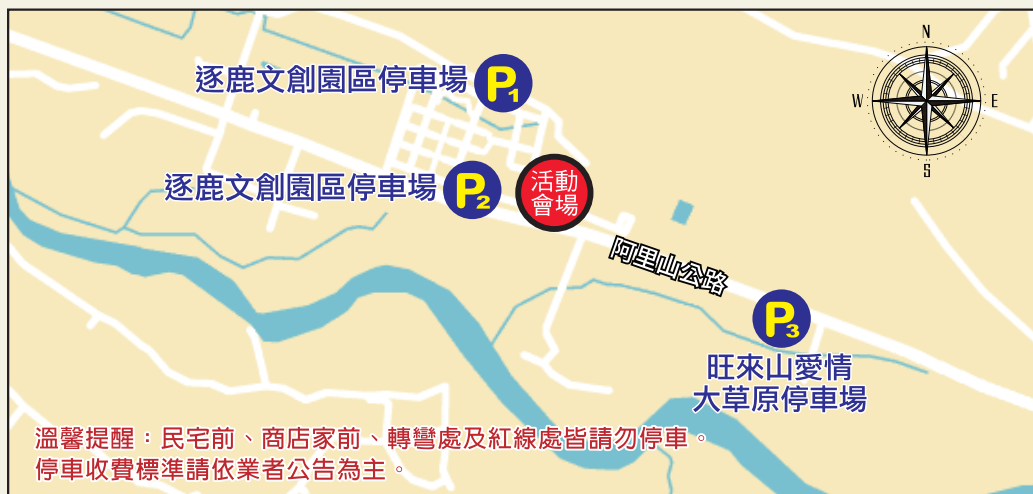 N
W
E
S
逐鹿文創園區停車場
P1
逐鹿文創園區停車場
P2
活動
會場
阿里山公路
P3
旺來山愛情
大草原停車場
溫馨提醒：民宅前、商店家前、轉彎處及紅線處皆請勿停車。
停車收費標準請依業者公告為主。